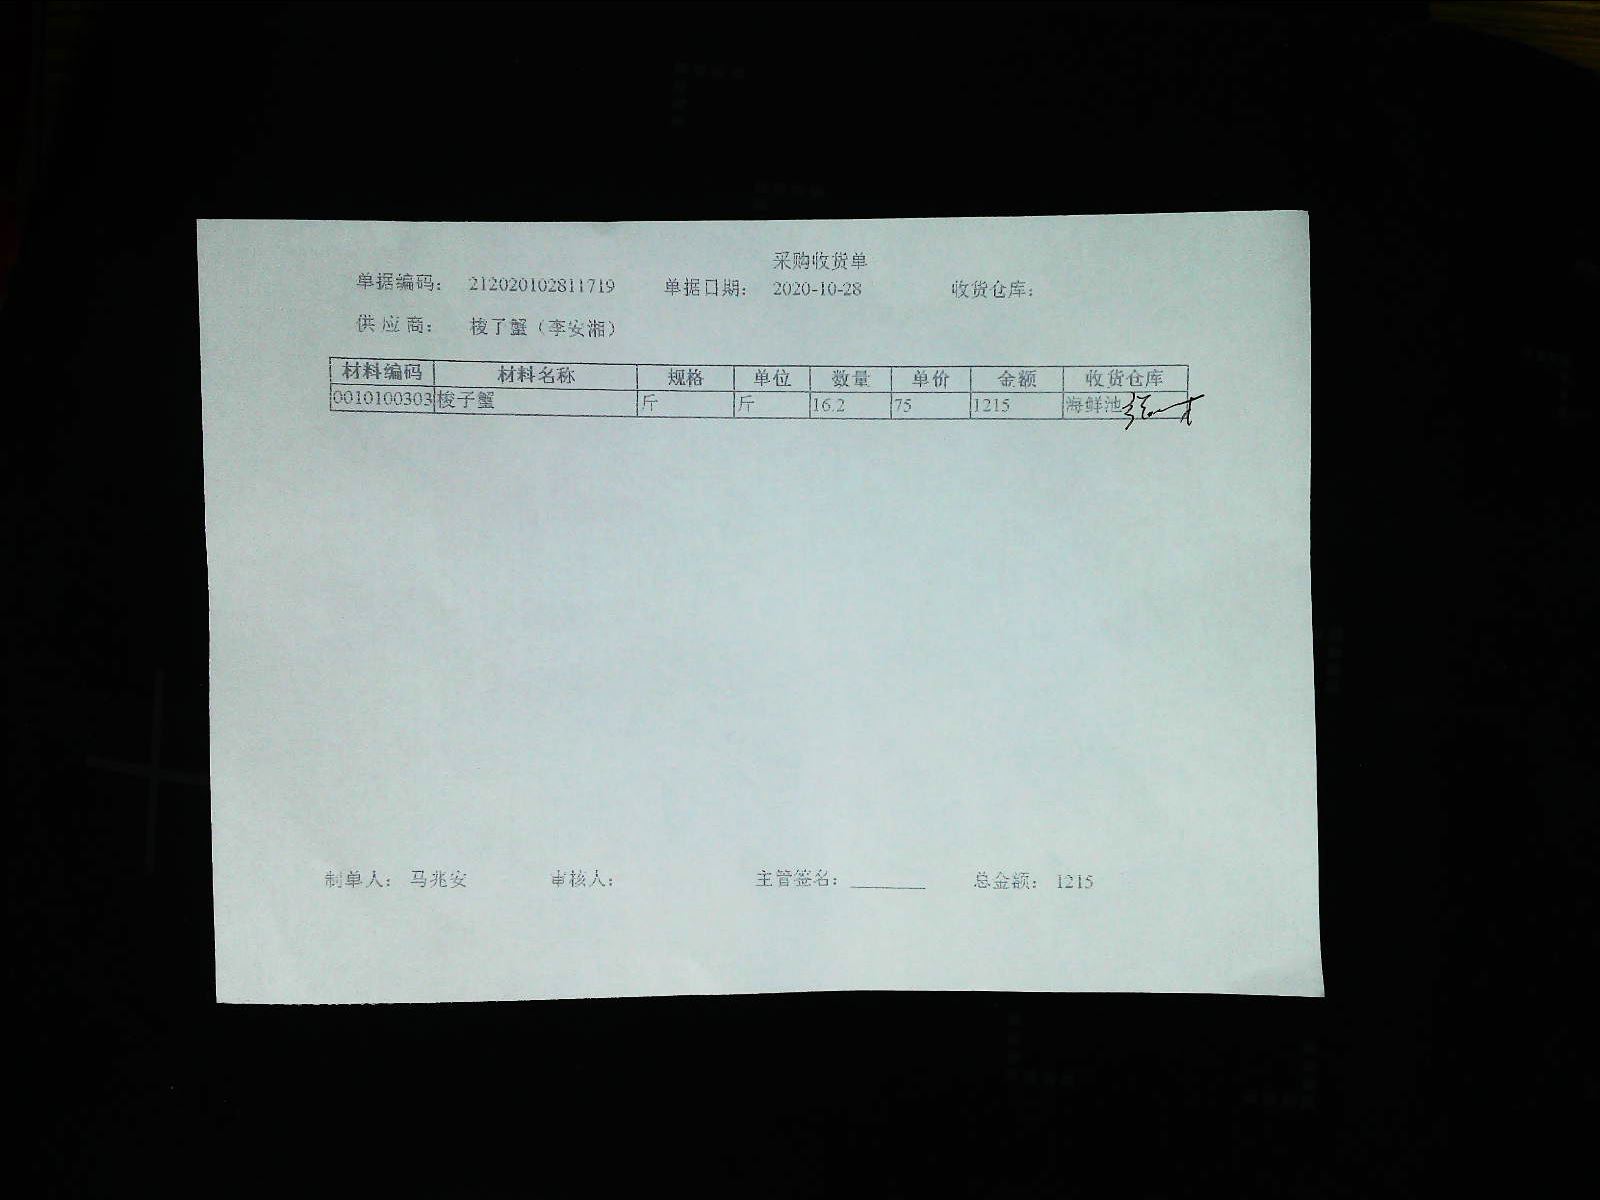 采购收货单
单据编码: 212020102811719 单据日期: 2020-10-28 收货仓库:
供应商: 梭子蟹（李安湘）
材料编码 材料名称 规格 单位 数量 单价 金额 收货仓库
0010100303 梭子蟹 斤 斤 16.2 75 1215 海鲜池
制单人: 马兆安 审核人: 主管签名: ________ 总金额: 1215